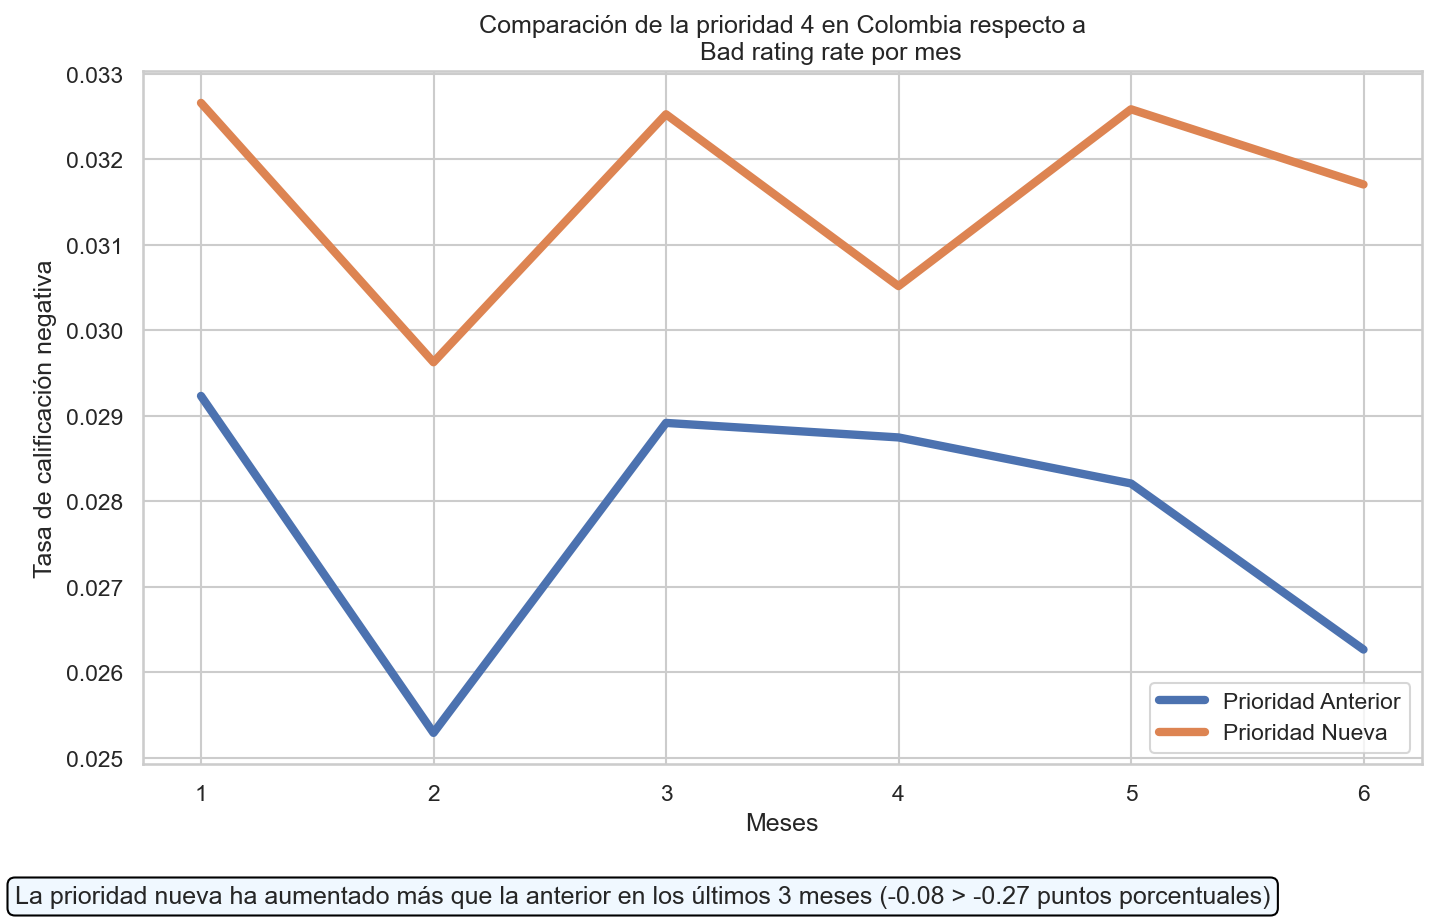 Comparación de la prioridad 4 en Colombia respecto a
Bad rating rate por mes
0.033
0.032
0.031
0.030
0.029
0.028
0.027
0.026
0.025
Tasa de calificación negativa
1 2 3 4 5 6
Meses
Prioridad Anterior
Prioridad Nueva
La prioridad nueva ha aumentado más que la anterior en los últimos 3 meses (-0.08 > -0.27 puntos porcentuales)